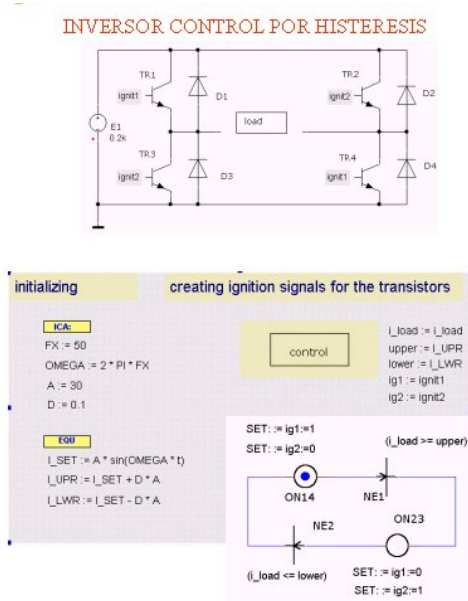 INVERSOR CONTROL POR HISTERESIS
TR1
ignit1
D1
TR2
ignit2
D2
E1
0.2k
load
TR3
ignit2
D3
TR4
ignit1
D4
initializing
creating ignition signals for the transistors
ICA:
FX := 50
OMEGA := 2 * PI * FX
A := 30
D := 0.1
control
i_load := i_load
upper := I_UPR
lower := I_LWR
ig1 := ignit1
ig2 := ignit2
EQU
I_SET := A * sin(OMEGA * t)
I_UPR := I_SET + D * A
I_LWR := I_SET - D * A
SET: := ig1:=1
SET: := ig2:=0
(i_load >= upper)
ON14
NE1
NE2
ON23
(i_load <= lower)
SET: := ig1:=0
SET: := ig2:=1